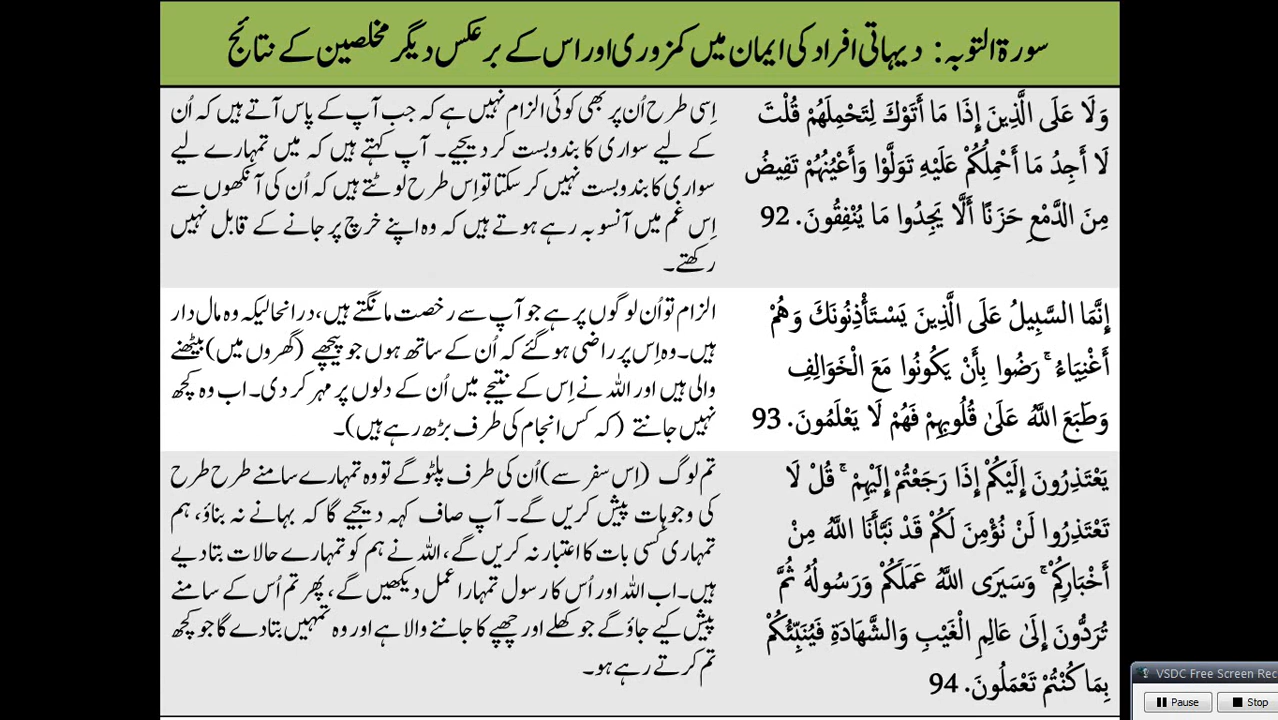 سورۃ التوبہ: دیہاتی افراد کی ایمان میں کمزوری اور اس کے برعکس دیگر مخلصین کے نتائج
وَلَا عَلَى الَّذِينَ إِذَا مَا أَتَوْكَ لِتَحْمِلَهُمْ قُلْتَ
لَا أَجِدُ مَا أَحْمِلُكُمْ عَلَيْهِ تَوَلَّوْا وَأَعْيُنُهُمْ تَفِيضُ
مِنَ الدَّمْعِ حَزَنًا أَلَّا يَجِدُوا مَا يُنْفِقُونَ. 92
اِسی طرح اُن پر بھی کوئی الزام نہیں ہے کہ جب آپ کے پاس آتے ہیں کہ اُن
کے لیے سواری کا بندوبست کر دیجیے۔ آپ کہتے ہیں کہ میں تمہارے لیے
سواری کا بندوبست نہیں کر سکتا تو اِس طرح لوٹتے ہیں کہ اُن کی آنکھوں سے
اِس غم میں آنسو بہ رہے ہوتے ہیں کہ وہ اپنے خرچ پر جانے کے قابل نہیں
رکھتے۔
إِنَّمَا السَّبِيلُ عَلَى الَّذِينَ يَسْتَأْذِنُونَكَ وَهُمْ
أَغْنِيَاءُ ۚ رَضُوا بِأَنْ يَكُونُوا مَعَ الْخَوَالِفِ
وَطَبَعَ اللَّهُ عَلَىٰ قُلُوبِهِمْ فَهُمْ لَا يَعْلَمُونَ. 93
الزام تو اُن لوگوں پر ہے جو آپ سے رخصت مانگتے ہیں، درانحالیکہ وہ مال دار
ہیں۔ وہ اِس پر راضی ہو گئے کہ اُن کے ساتھ ہوں جو پیچھے (گھروں میں) بیٹھنے
والی ہیں اور اللہ نے اِس کے نتیجے میں اُن کے دلوں پر مہر کر دی۔ اب وہ کچھ
نہیں جانتے (کہ کس انجام کی طرف بڑھ رہے ہیں)۔
يَعْتَذِرُونَ إِلَيْكُمْ إِذَا رَجَعْتُمْ إِلَيْهِمْ ۚ قُلْ لَا
تَعْتَذِرُوا لَنْ نُؤْمِنَ لَكُمْ قَدْ نَبَّأَنَا اللَّهُ مِنْ
أَخْبَارِكُمْ ۚ وَسَيَرَى اللَّهُ عَمَلَكُمْ وَرَسُولُهُ ثُمَّ
تُرَدُّونَ إِلَىٰ عَالِمِ الْغَيْبِ وَالشَّهَادَةِ فَيُنَبِّئُكُمْ
بِمَا كُنْتُمْ تَعْمَلُونَ. 94
تم لوگ (اِس سفر سے) اُن کی طرف پلٹو گے تو وہ تمہارے سامنے طرح طرح
کی وجوہات پیش کریں گے۔ آپ صاف کہہ دیجیے گا کہ بہانے نہ بناؤ، ہم
تمہاری کسی بات کا اعتبار نہ کریں گے، اللہ نے ہم کو تمہارے حالات بتا دیے
ہیں۔ اب اللہ اور اُس کا رسول تمہارا عمل دیکھیں گے، پھر تم اُس کے سامنے
پیش کیے جاؤ گے جو کھلے اور چھپے کا جاننے والا ہے اور وہ تمہیں بتا دے گا جو کچھ
تم کرتے رہے ہو۔
VSDC Free Screen Rec
Pause
Stop